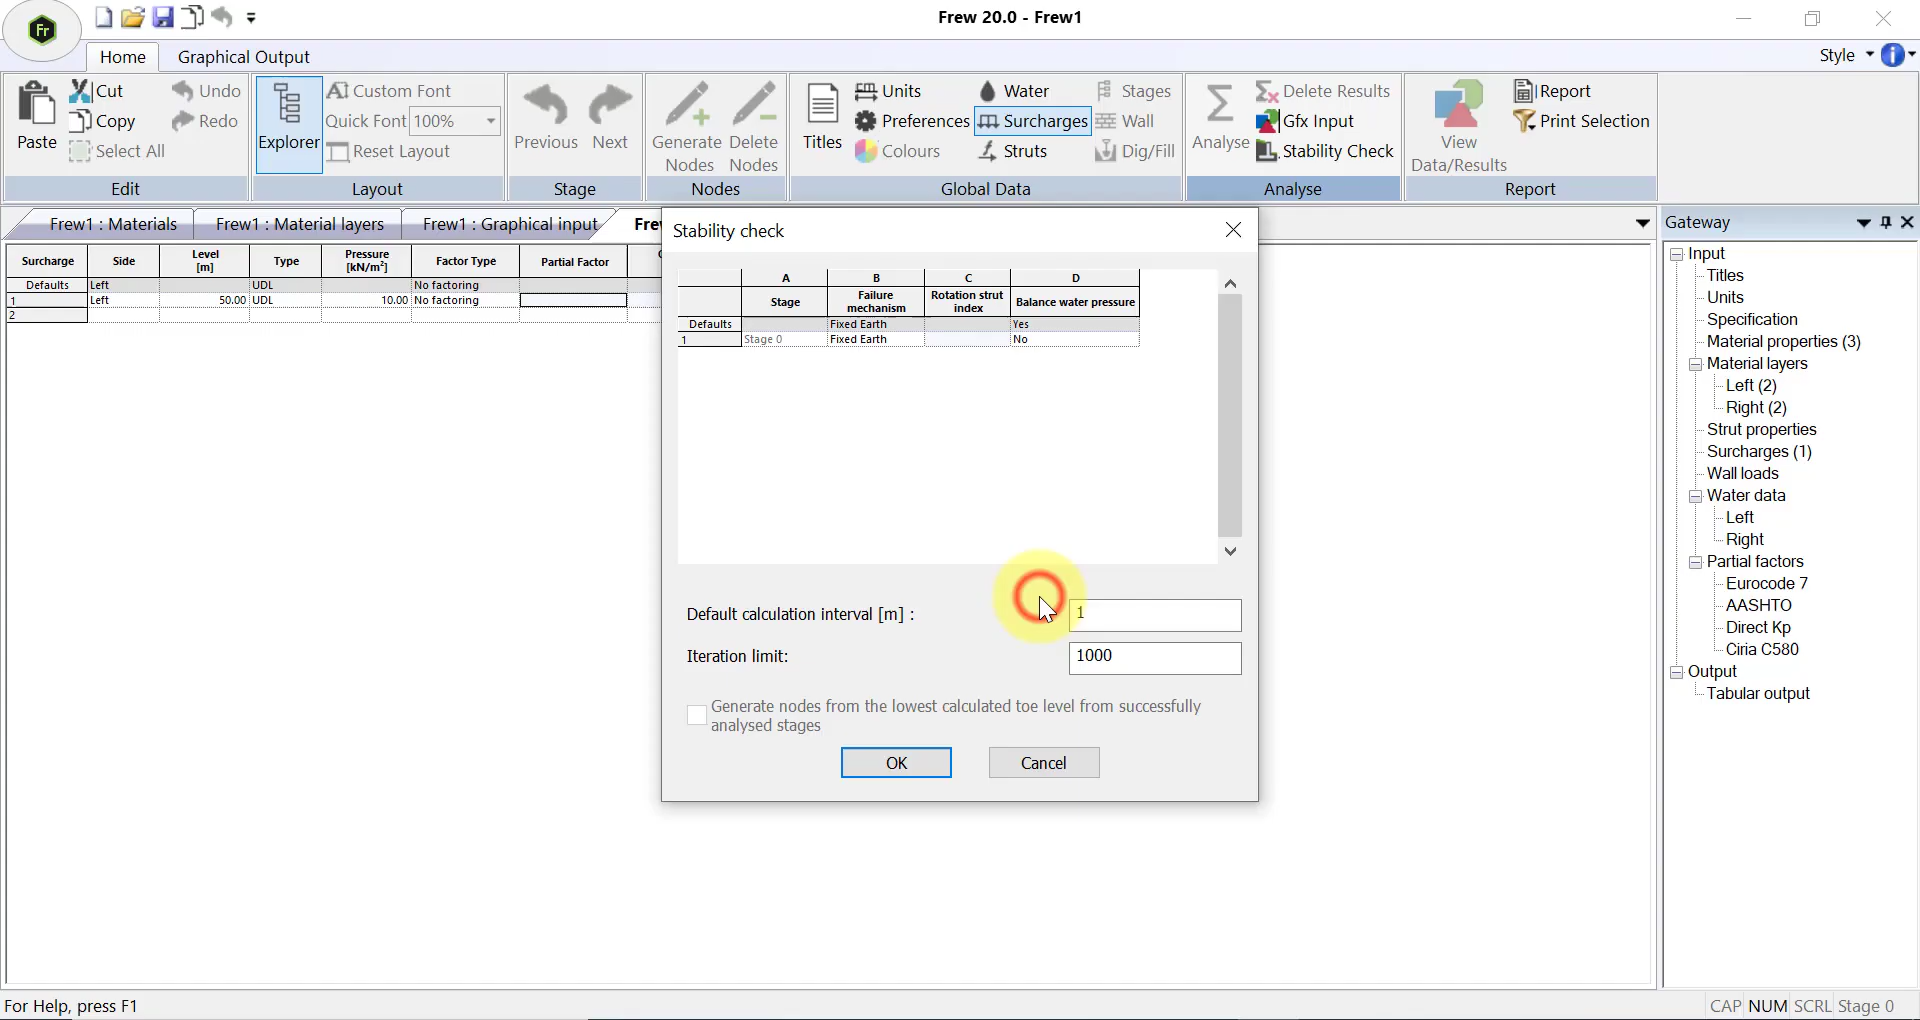 Fr
Frew 20.0 - Frew1
Home
Graphical Output
Style
i
Paste
Cut
Copy
Select All
Undo
Redo
Edit
Explorer
Custom Font
Quick Font 100%
Reset Layout
Layout
Previous
Next
Stage
Generate Nodes
Delete Nodes
Nodes
Titles
Units
Preferences
Colours
Water
Surcharges
Struts
Stages
Wall
Dig/Fill
Global Data
Analyse
Delete Results
Gfx Input
Stability Check
Analyse
View Data/Results
Report
Print Selection
Report
Frew1 : Materials
Frew1 : Material layers
Frew1 : Graphical input
Frew
Surcharge Side Level [m] Type Pressure [kN/m²] Factor Type Partial Factor
Defaults Left UDL No factoring
1 Left 50.00 UDL 10.00 No factoring
2
Stability check
A B C D
Stage Failure mechanism Rotation strut index Balance water pressure
Defaults Fixed Earth Yes
1 Stage 0 Fixed Earth No
Default calculation interval [m] : 1
Iteration limit: 1000
Generate nodes from the lowest calculated toe level from successfully
analysed stages
OK
Cancel
Gateway
Input
Titles
Units
Specification
Material properties (3)
Material layers
Left (2)
Right (2)
Strut properties
Surcharges (1)
Wall loads
Water data
Left
Right
Partial factors
Eurocode 7
AASHTO
Direct Kp
Ciria C580
Output
Tabular output
For Help, press F1
CAP NUM SCRL Stage 0